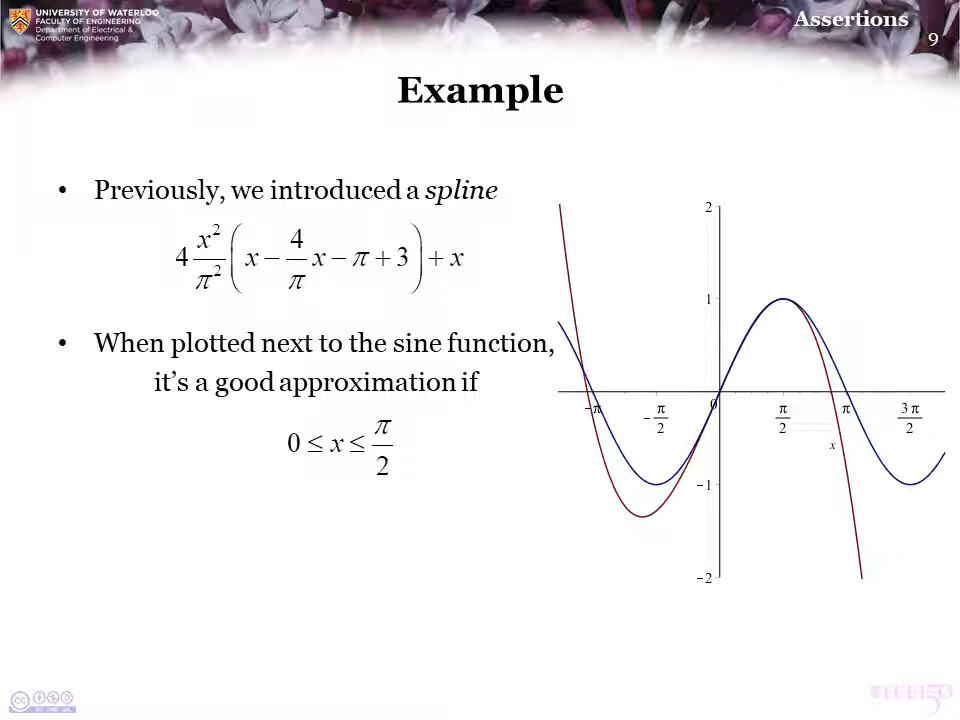 UNIVERSITY OF WATERLOO
FACULTY OF ENGINEERING
Department of Electrical &
Computer Engineering
Assertions
9
Example
• Previously, we introduced a spline
4 x²/π² (x − 4/π x − π + 3) + x
• When plotted next to the sine function,
it's a good approximation if
0 ≤ x ≤ π/2
2
1
0
−π
−π/2
π/2
π
3π/2
x
−1
−2
cc